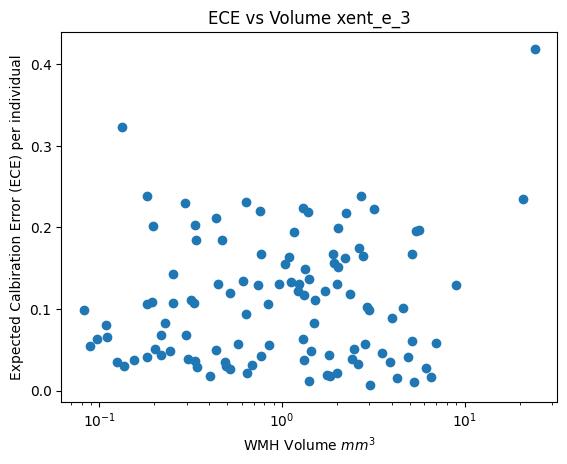 ECE vs Volume xent_e_3
Expected Calbiration Error (ECE) per individual
0.4
0.3
0.2
0.1
0.0
10⁻¹
10⁰
10¹
WMH Volume mm³